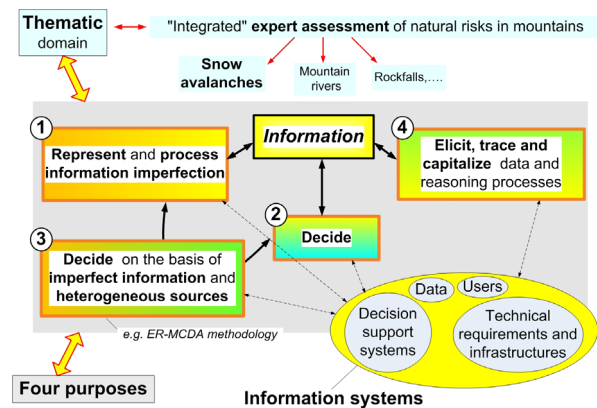 Thematic
domain
"Integrated" expert assessment of natural risks in mountains
Snow
avalanches
Mountain
rivers
Rockfalls,....
1
Represent and process
information imperfection
Information
4
Elicit, trace and
capitalize data and
reasoning processes
2
Decide
3
Decide on the basis of
imperfect information and
heterogeneous sources
e.g. ER-MCDA methodology
Data
Users
Decision
support
systems
Technical
requirements and
infrastructures
Four purposes
Information systems